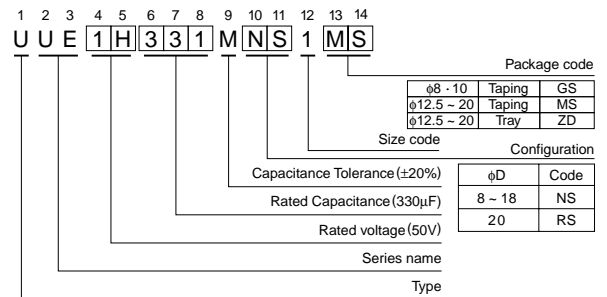 1 2 3 4 5 6 7 8 9 10 11 12 13 14
U U E 1 H 3 3 1 M N S 1 M S
Package code
ϕ8 · 10 Taping GS
ϕ12.5 ~ 20 Taping MS
ϕ12.5 ~ 20 Tray ZD
Size code
Configuration
ϕD Code
8 ~ 18 NS
20 RS
Capacitance Tolerance (±20%)
Rated Capacitance (330μF)
Rated voltage (50V)
Series name
Type